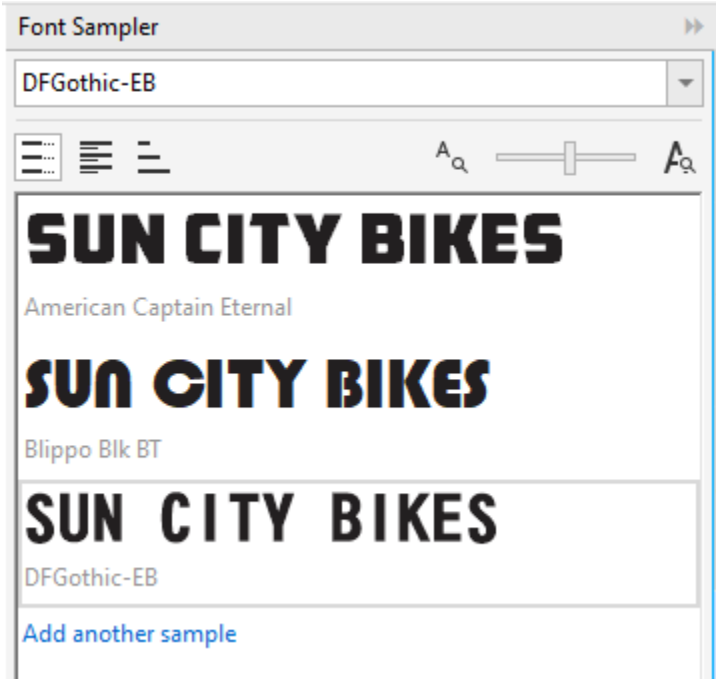 Font Sampler
DFGothic-EB
SUN CITY BIKES
American Captain Eternal
SUN CITY BIKES
Blippo Blk BT
SUN CITY BIKES
DFGothic-EB
Add another sample